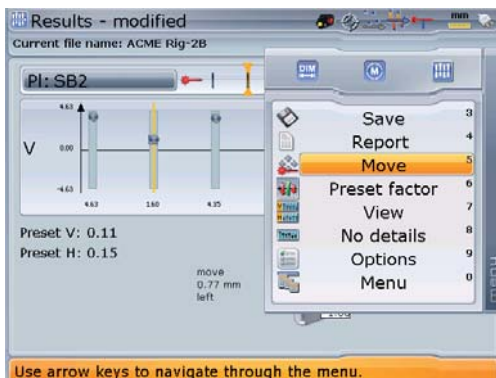 Results - modified
mm
Current file name: ACME Rig-2B
PI: SB2
DIM
M
4.63
V
0.00
-4.63
4.63 1.60 4.35
Preset V: 0.11
Preset H: 0.15
move
0.77 mm
left
Save 3
Report 4
Move 5
Preset factor 6
View 7
No details 8
Options 9
Menu 0
Use arrow keys to navigate through the menu.